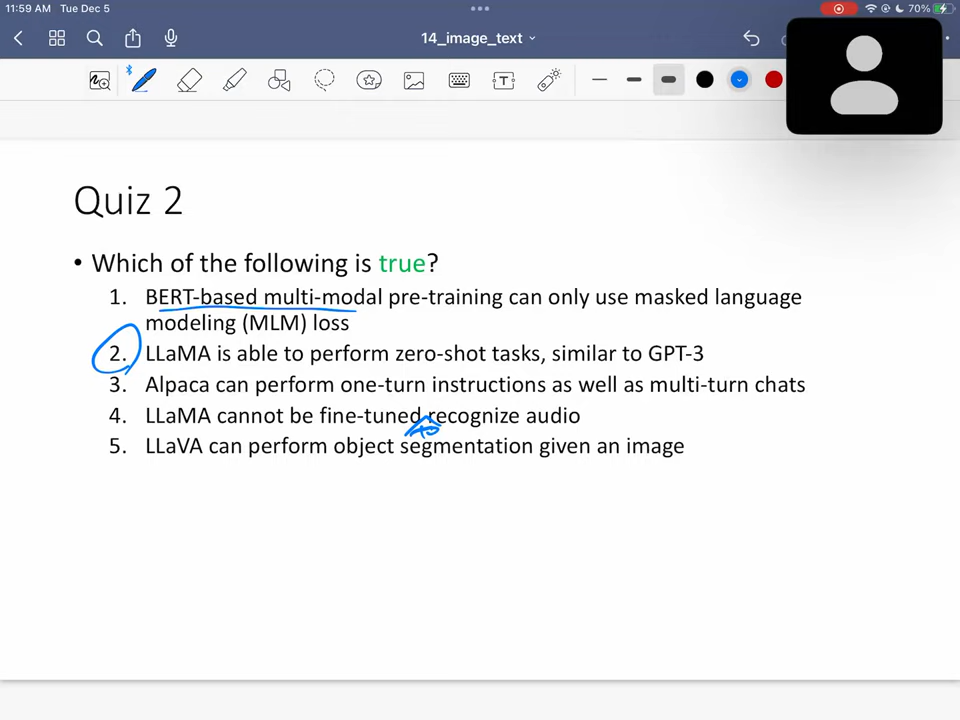 11:59 AM Tue Dec 5
70%
14_image_text
Quiz 2
• Which of the following is true?
1. BERT-based multi-modal pre-training can only use masked language
modeling (MLM) loss
2. LLaMA is able to perform zero-shot tasks, similar to GPT-3
3. Alpaca can perform one-turn instructions as well as multi-turn chats
4. LLaMA cannot be fine-tuned recognize audio
to
5. LLaVA can perform object segmentation given an image